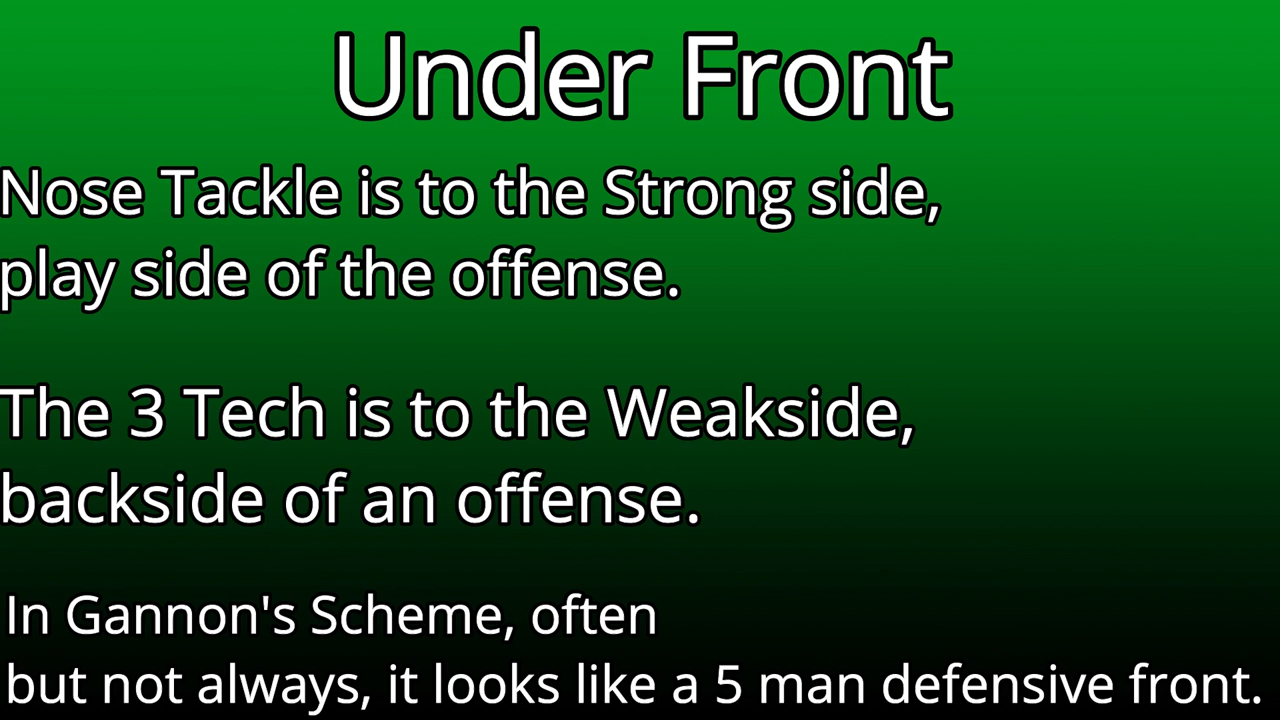 Under Front
Nose Tackle is to the Strong side,
play side of the offense.
The 3 Tech is to the Weakside,
backside of an offense.
In Gannon's Scheme, often
but not always, it looks like a 5 man defensive front.